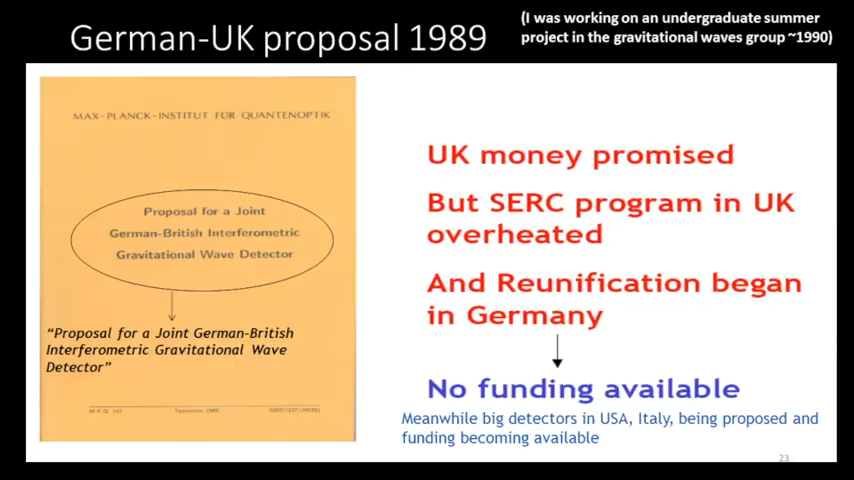 German-UK proposal 1989
(I was working on an undergraduate summer
project in the gravitational waves group ~1990)
MAX-PLANCK-INSTITUT FÜR QUANTENOPTIK
Proposal for a Joint
German-British Interferometric
Gravitational Wave Detector
“Proposal for a Joint German-British
Interferometric Gravitational Wave
Detector”
September 1989
UK money promised
But SERC program in UK
overheated
And Reunification began
in Germany
No funding available
Meanwhile big detectors in USA, Italy, being proposed and
funding becoming available
23